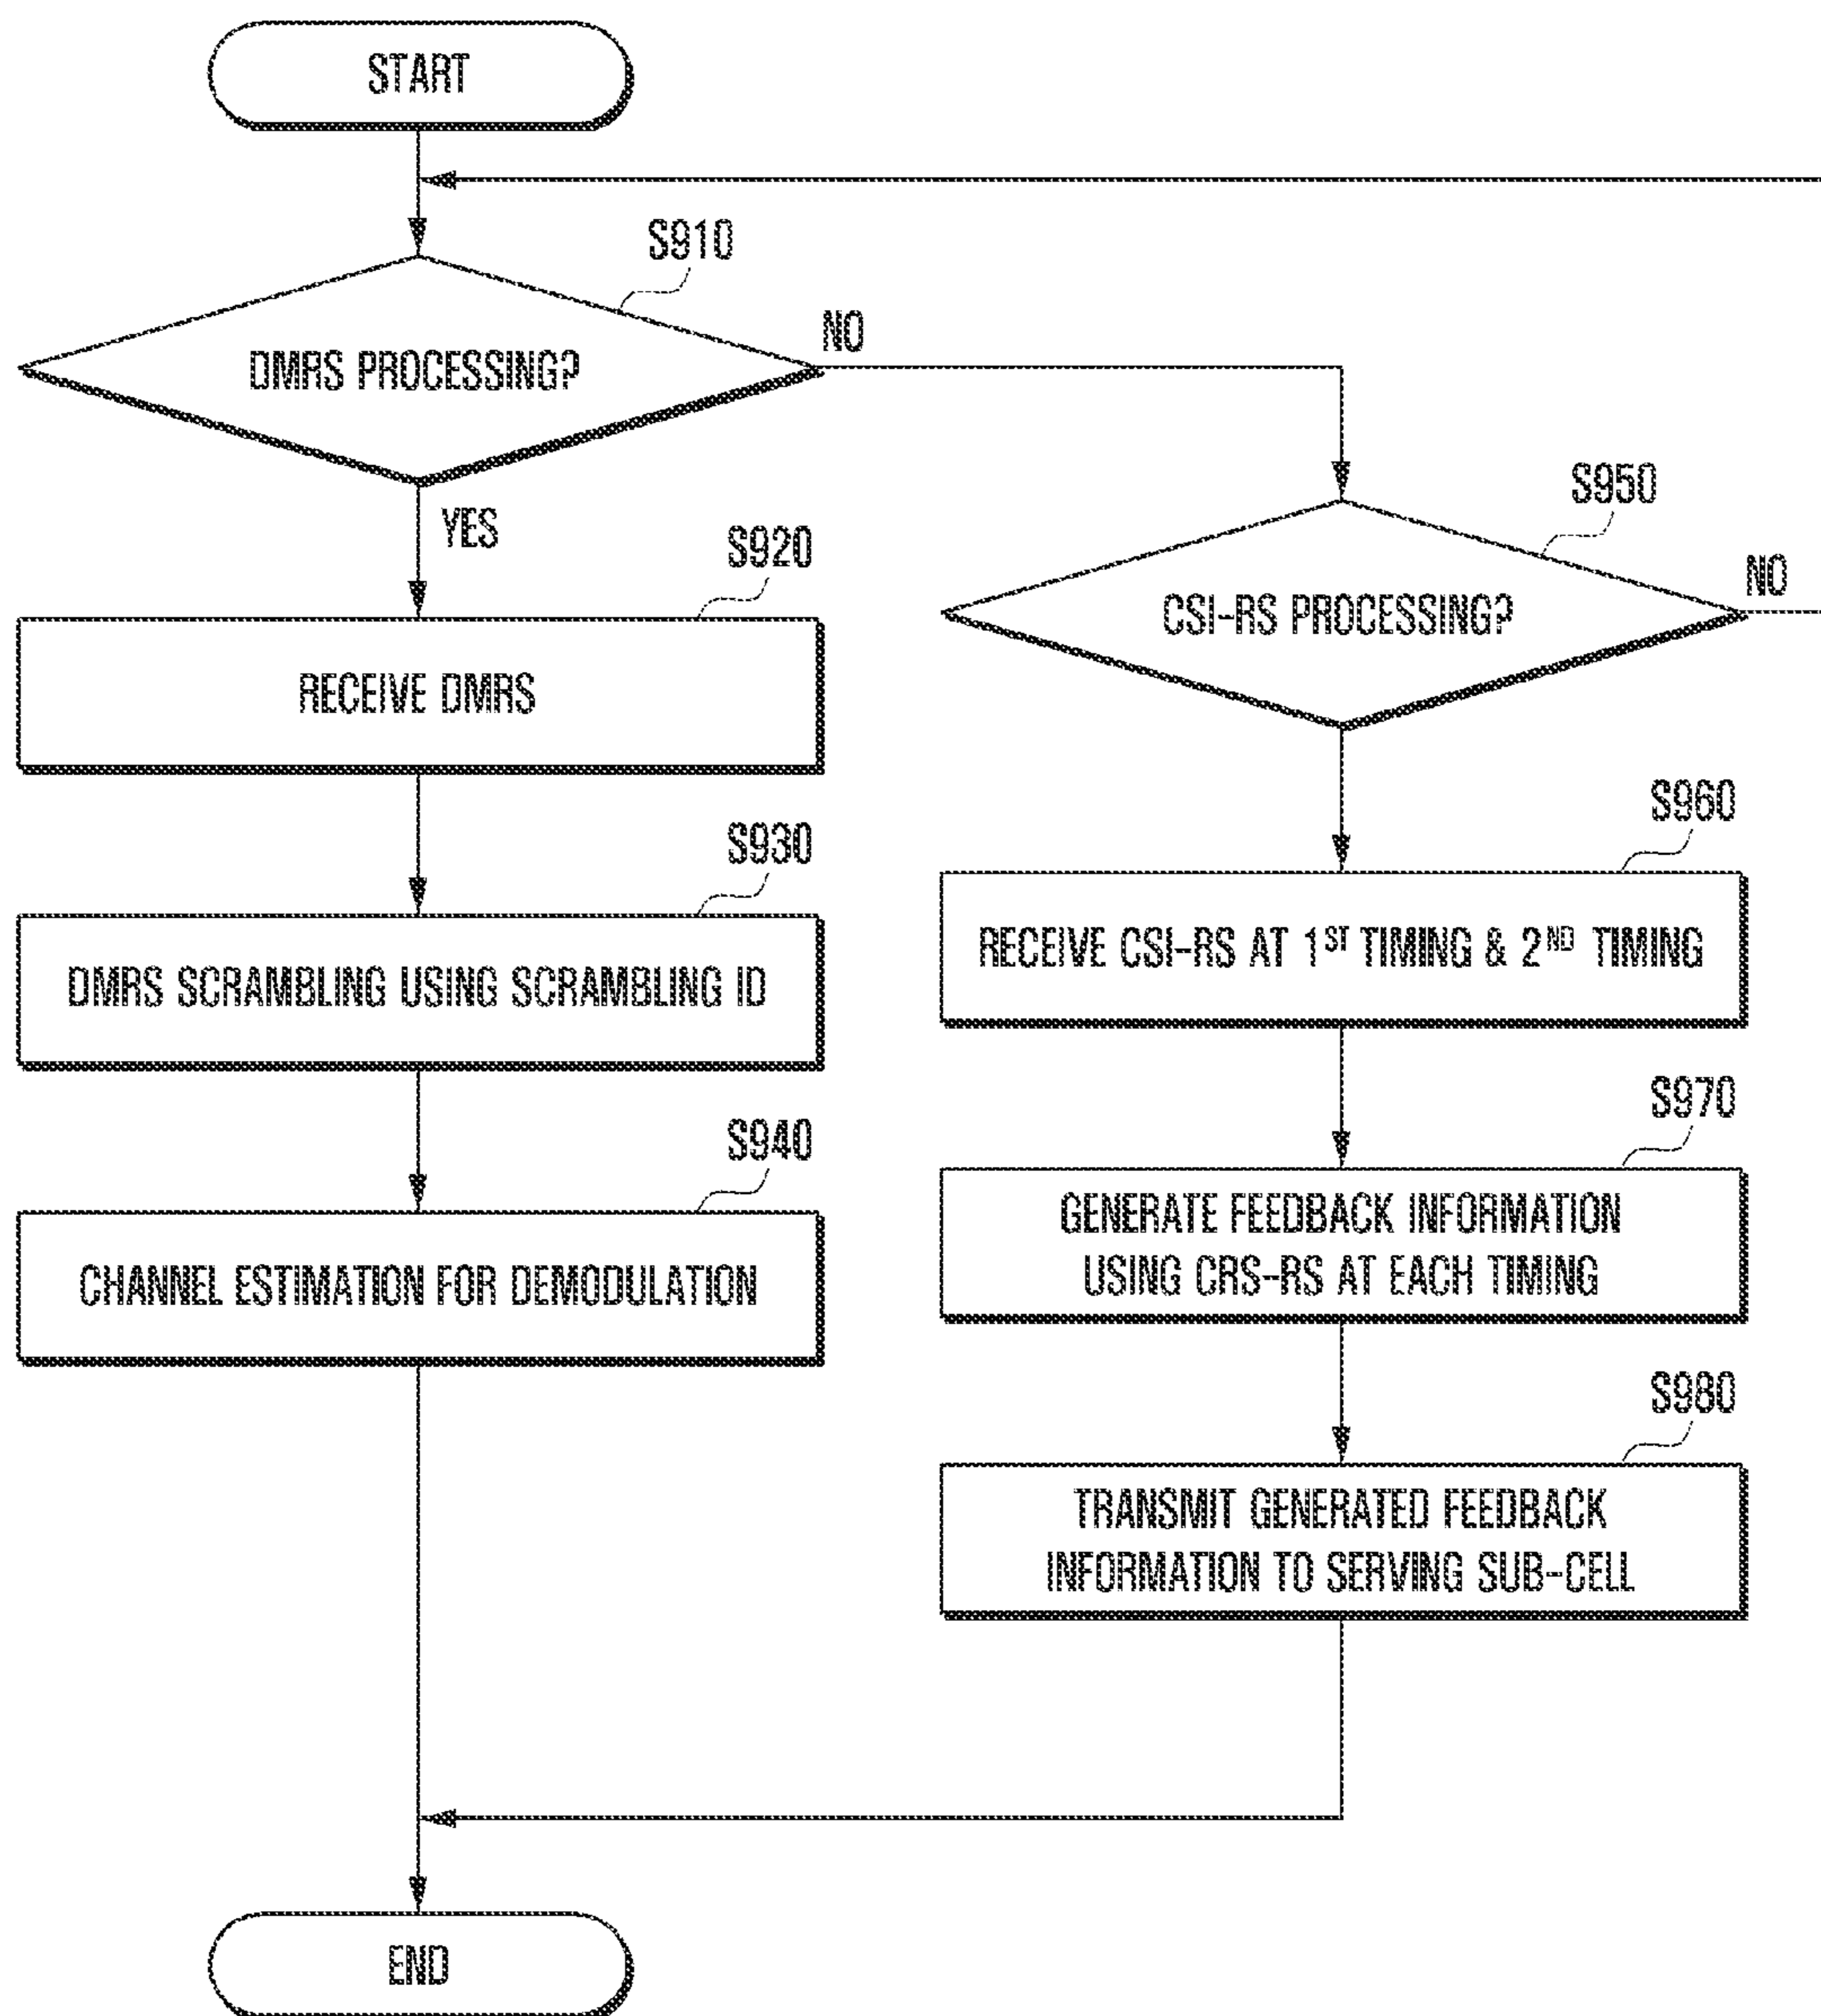 START
S910
DMRS PROCESSING?
NO
YES
S920
RECEIVE DMRS
S930
DMRS SCRAMBLING USING SCRAMBLING ID
S940
CHANNEL ESTIMATION FOR DEMODULATION
S950
CSI-RS PROCESSING?
NO
S960
RECEIVE CSI-RS AT 1ST TIMING & 2ND TIMING
S970
GENERATE FEEDBACK INFORMATION
USING CRS-RS AT EACH TIMING
S980
TRANSMIT GENERATED FEEDBACK
INFORMATION TO SERVING SUB-CELL
END